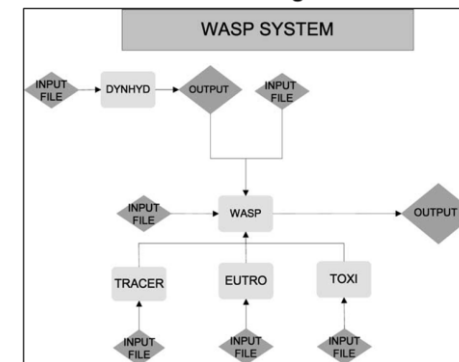 WASP SYSTEM
INPUT
FILE
DYNHYD
OUTPUT
INPUT
FILE
INPUT
FILE
WASP
OUTPUT
TRACER
EUTRO
TOXI
INPUT
FILE
INPUT
FILE
INPUT
FILE